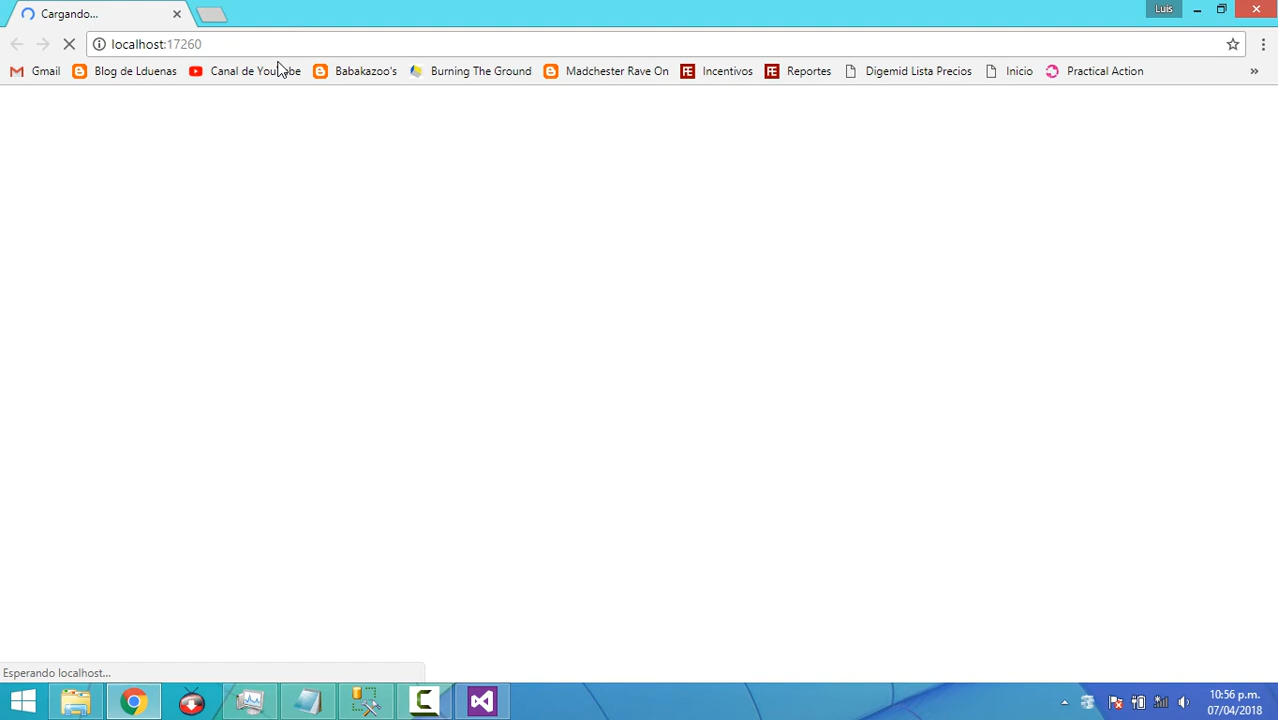 Cargando...
Luis
localhost:17260
Gmail
Blog de Lduenas
Canal de YouTube
Babakazoo's
Burning The Ground
Madchester Rave On
Incentivos
Reportes
Digemid Lista Precios
Inicio
Practical Action
»
Esperando localhost...
10:56 p.m.
07/04/2018